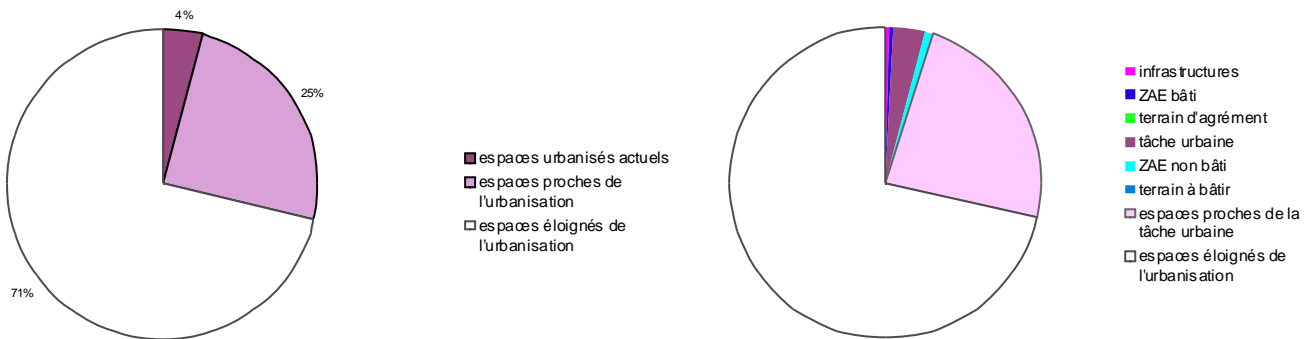 4%
25%
71%
espaces urbanisés actuels
espaces proches de
l'urbanisation
espaces éloignés de
l'urbanisation
infrastructures
ZAE bâti
terrain d'agrément
tâche urbaine
ZAE non bâti
terrain à bâtir
espaces proches de la
tâche urbaine
espaces éloignés de
l'urbanisation